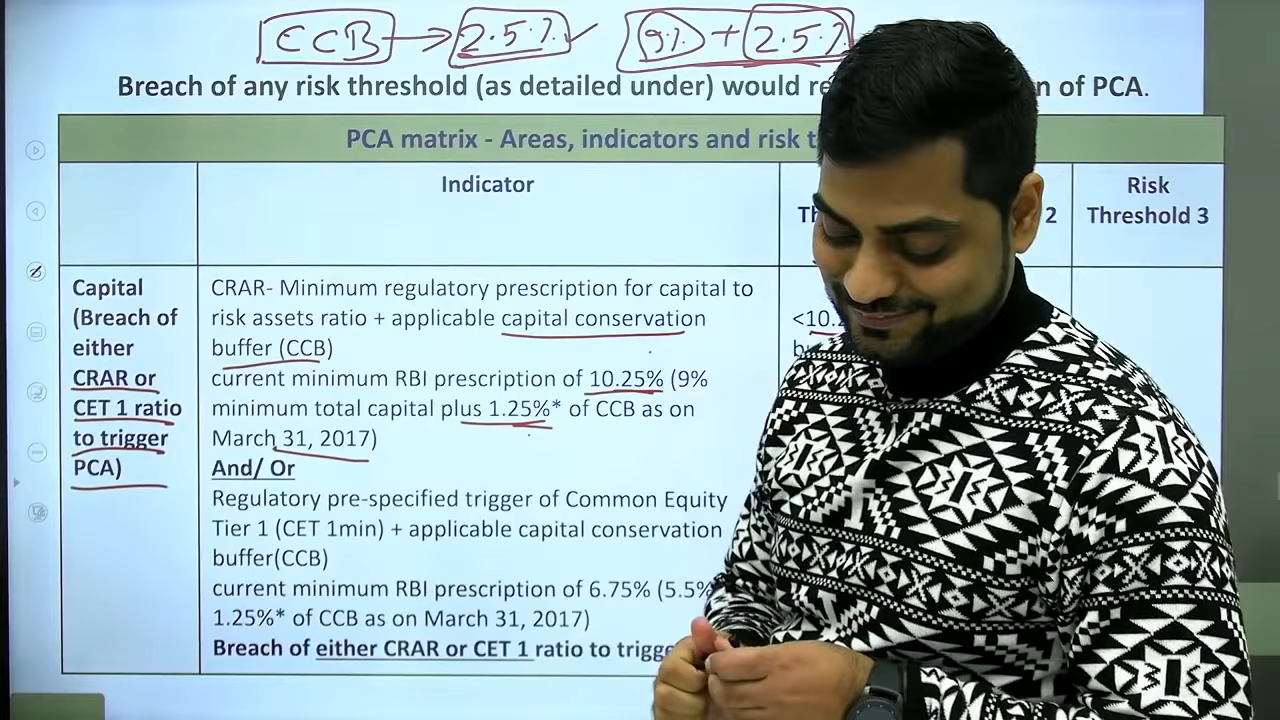 CCB → 2.5% ✓ 9% + 2.5%
Breach of any risk threshold (as detailed under) would n of PCA.
PCA matrix - Areas, indicators and risk
Indicator
Risk
2 Threshold 3
Capital
(Breach of
either
CRAR or
CET 1 ratio
to trigger
PCA)
CRAR- Minimum regulatory prescription for capital to
risk assets ratio + applicable capital conservation
buffer (CCB)
current minimum RBI prescription of 10.25% (9%
minimum total capital plus 1.25%* of CCB as on
March 31, 2017)
And/ Or
Regulatory pre-specified trigger of Common Equity
Tier 1 (CET 1min) + applicable capital conservation
buffer(CCB)
current minimum RBI prescription of 6.75% (5.5%
1.25%* of CCB as on March 31, 2017)
Breach of either CRAR or CET 1 ratio to
<10.2